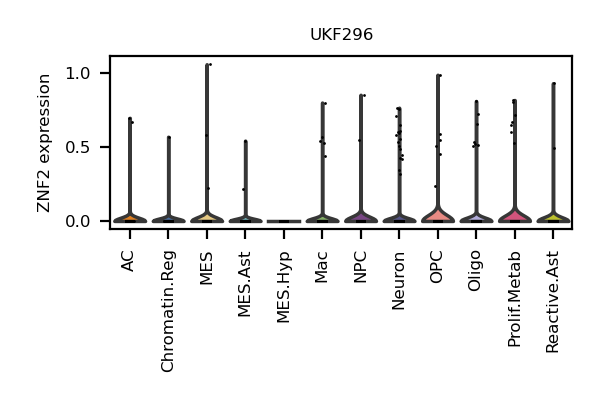 UKF296
ZNF2 expression
1.0
0.5
0.0
AC
Chromatin.Reg
MES
MES.Ast
MES.Hyp
Mac
NPC
Neuron
OPC
Oligo
Prolif.Metab
Reactive.Ast